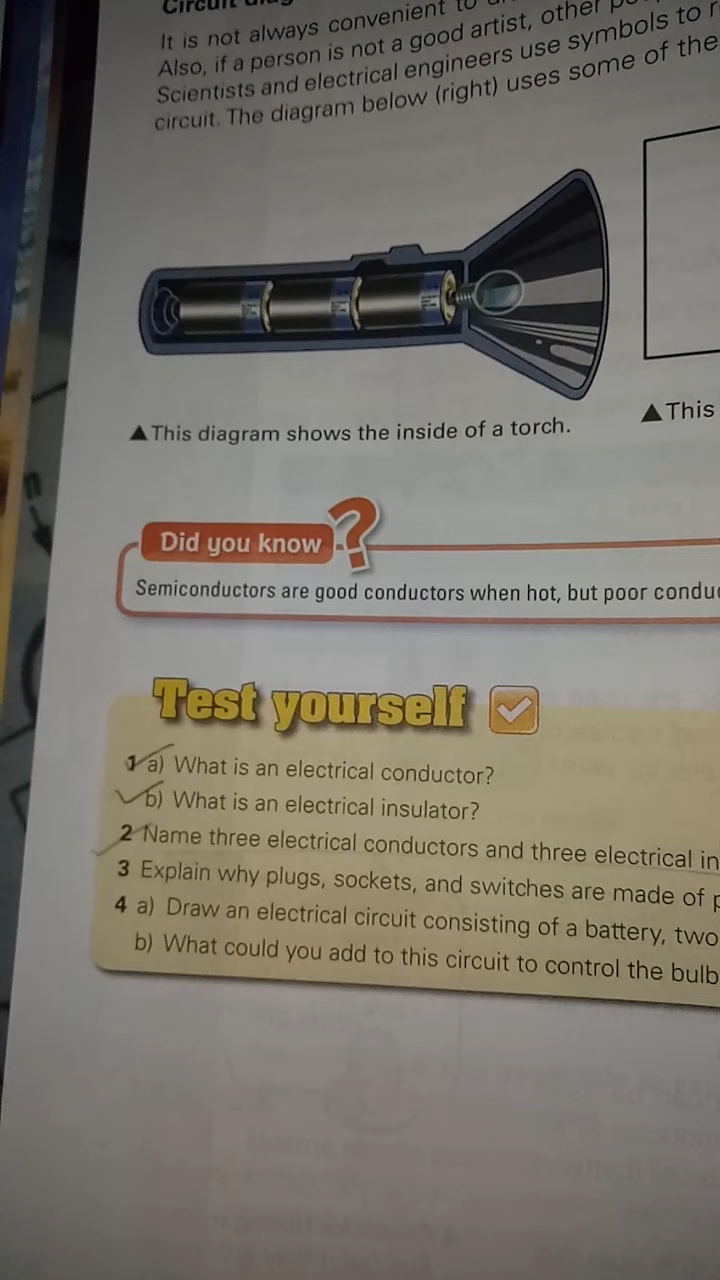 It is not always convenient to
Also, if a person is not a good artist, other
Scientists and electrical engineers use symbols to
circuit. The diagram below (right) uses some of the
▲This diagram shows the inside of a torch.
▲This
Did you know ?
Semiconductors are good conductors when hot, but poor
Test yourself
1 a) What is an electrical conductor?
b) What is an electrical insulator?
2 Name three electrical conductors and three electrical
3 Explain why plugs, sockets, and switches are made of
4 a) Draw an electrical circuit consisting of a battery, two
b) What could you add to this circuit to control the bulb